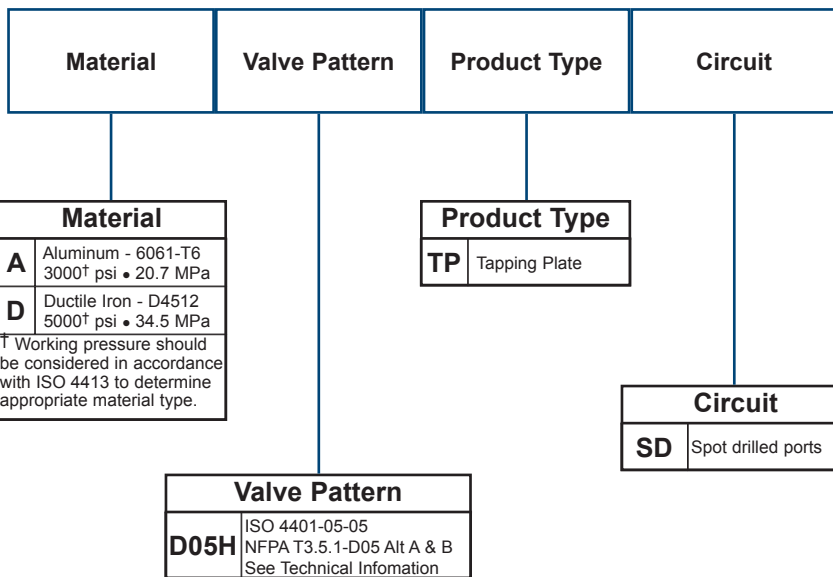 Material Valve Pattern Product Type Circuit
Material
A Aluminum - 6061-T6
3000† psi • 20.7 MPa
D Ductile Iron - D4512
5000† psi • 34.5 MPa
† Working pressure should
be considered in accordance
with ISO 4413 to determine
appropriate material type.
Product Type
TP Tapping Plate
Circuit
SD Spot drilled ports
Valve Pattern
D05H ISO 4401-05-05
NFPA T3.5.1-D05 Alt A & B
See Technical Infomation